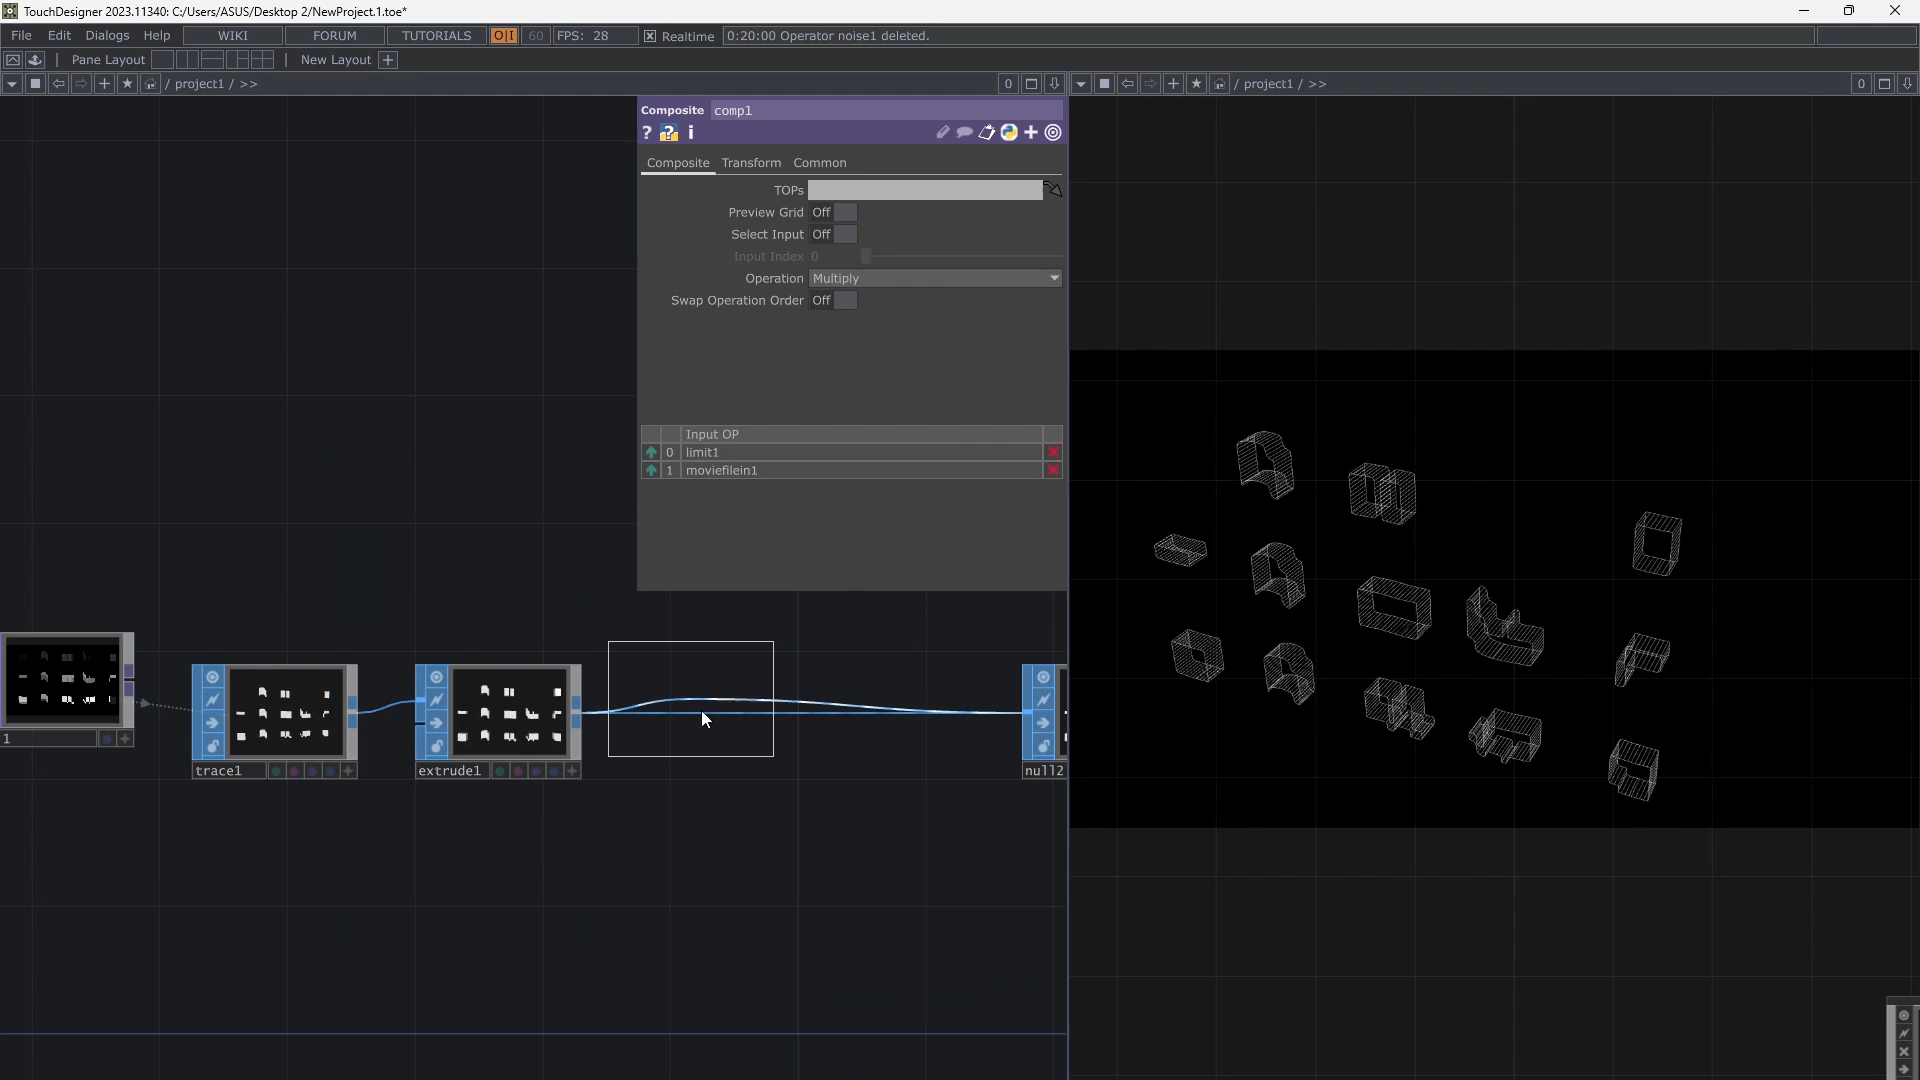 TouchDesigner 2023.11340: C:/Users/ASUS/Desktop 2/NewProject.1.toe*
File Edit Dialogs Help WIKI FORUM TUTORIALS O|I 60 FPS: 28 Realtime 0:20:00 Operator noise1 deleted.
Pane Layout New Layout +
/ project1 / >> 0
/ project1 / >> 0
Composite comp1
? ? i
Composite Transform Common
TOPs
Preview Grid Off
Select Input Off
Input Index 0
Operation Multiply
Swap Operation Order Off
Input OP
0 limit1
1 moviefilein1
1
trace1
extrude1
null2